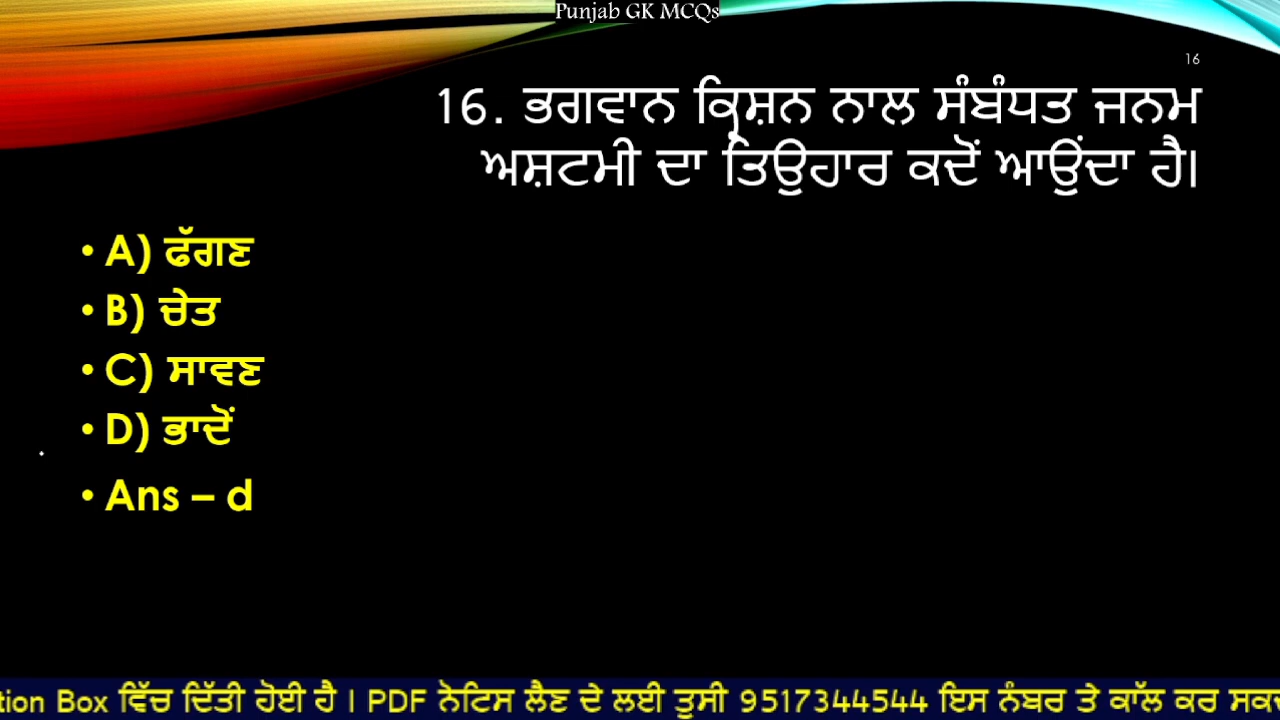 Punjab GK MCQs
16
16. ਭਗਵਾਨ ਕ੍ਰਿਸ਼ਨ ਨਾਲ ਸੰਬੰਧਤ ਜਨਮ
ਅਸ਼ਟਮੀ ਦਾ ਤਿਉਹਾਰ ਕਦੋਂ ਆਉਂਦਾ ਹੈ।
• A) ਫੱਗਣ
• B) ਚੇਤ
• C) ਸਾਵਣ
• D) ਭਾਦੋਂ
• Ans – d
tion Box ਵਿੱਚ ਦਿੱਤੀ ਹੋਈ ਹੈ । PDF ਨੋਟਿਸ ਲੈਣ ਦੇ ਲਈ ਤੁਸੀ 9517344544 ਇਸ ਨੰਬਰ ਤੇ ਕਾੱਲ ਕਰ ਸਕ